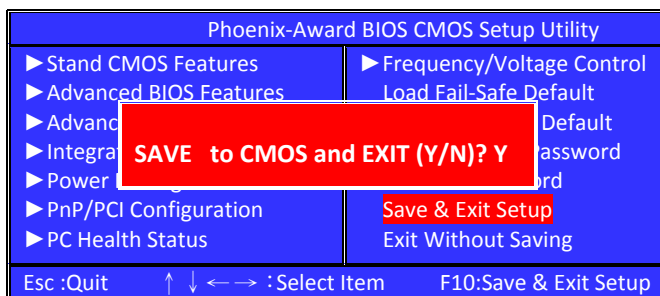 Phoenix-Award BIOS CMOS Setup Utility
►Stand CMOS Features
►Advanced BIOS Features
►Advanc
►Integra
►Power
►PnP/PCI Configuration
►PC Health Status
►Frequency/Voltage Control
Load Fail-Safe Default
Default
Password
rd
Save & Exit Setup
Exit Without Saving
SAVE to CMOS and EXIT (Y/N)? Y
Esc :Quit ↑ ↓ ←→ :Select Item F10:Save & Exit Setup